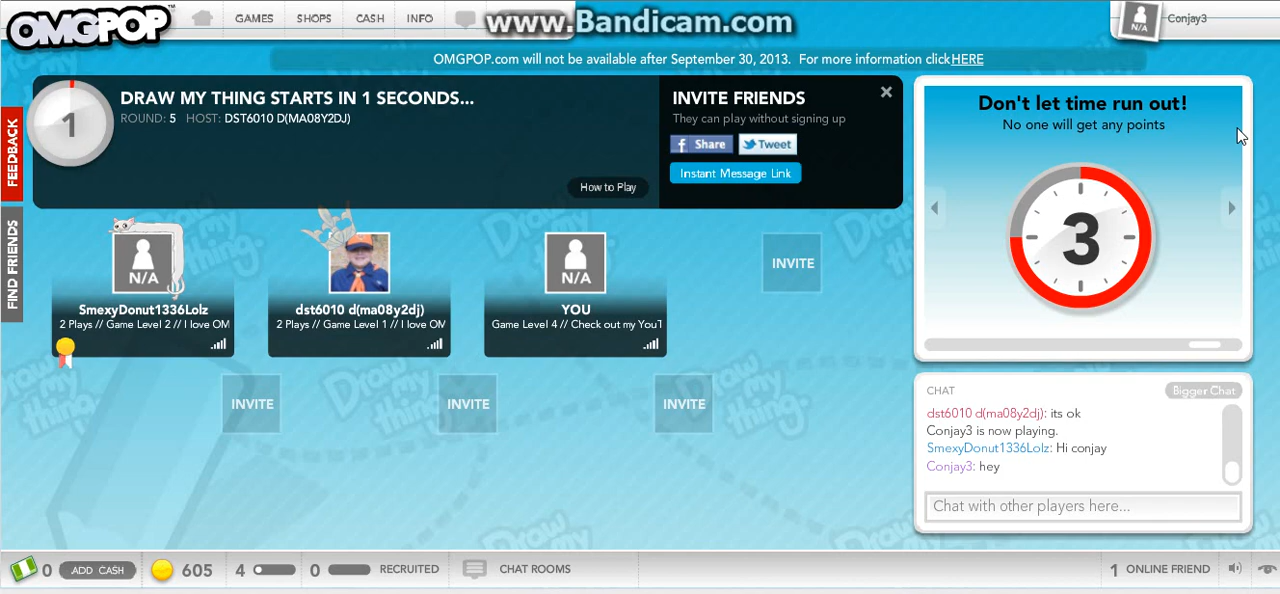 OMGPOP
GAMES SHOPS CASH INFO
www.Bandicam.com
N/A
Conjay3
OMGPOP.com will not be available after September 30, 2013. For more information click HERE
FEEDBACK
FIND FRIENDS
1
DRAW MY THING STARTS IN 1 SECONDS...
ROUND: 5 HOST: DST6010 D(MA08Y2DJ)
How to Play
INVITE FRIENDS
They can play without signing up
f Share
Tweet
Instant Message Link
Don't let time run out!
No one will get any points
3
N/A
SmexyDonut1336Lolz
2 Plays // Game Level 2 // I love OM
dst6010 d(ma08y2dj)
2 Plays // Game Level 1 // I love OM
N/A
YOU
Game Level 4 // Check out my YouT
INVITE
INVITE
INVITE
INVITE
Draw my thing.
CHAT
Bigger Chat
dst6010 d(ma08y2dj): its ok
Conjay3 is now playing.
SmexyDonut1336Lolz: Hi conjay
Conjay3: hey
Chat with other players here...
0 ADD CASH 605 4 0 RECRUITED CHAT ROOMS 1 ONLINE FRIEND